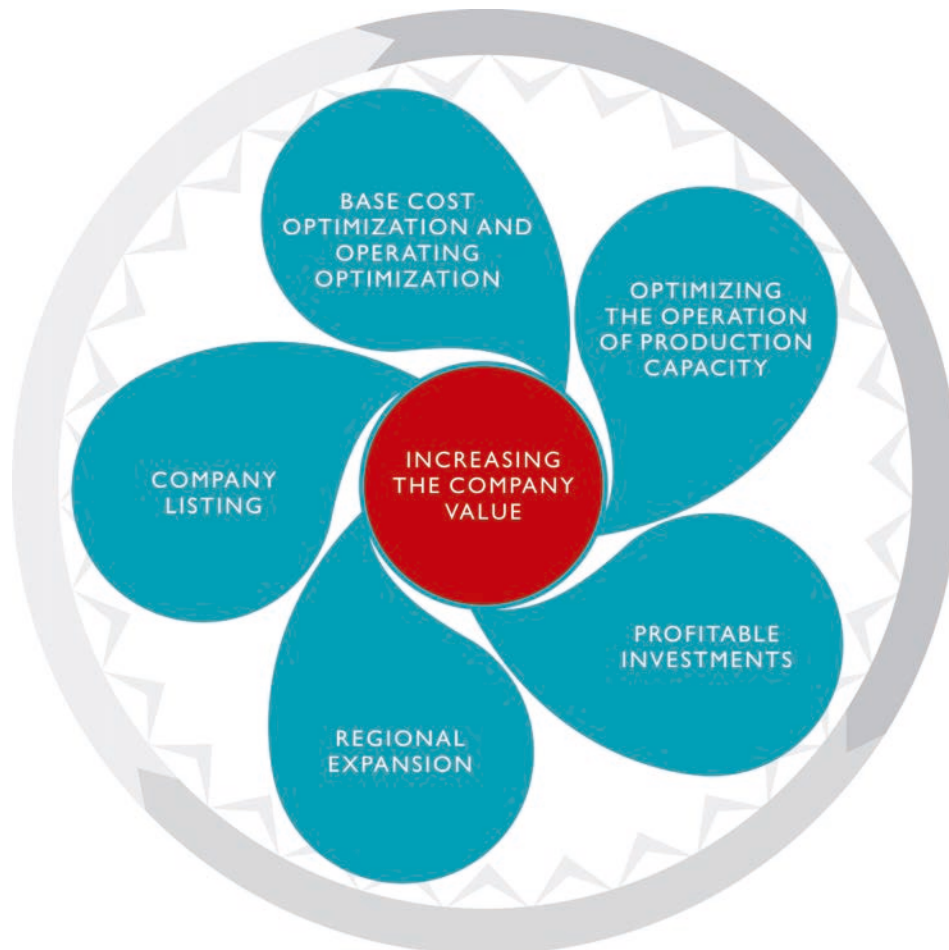 BASE COST
OPTIMIZATION AND
OPERATING
OPTIMIZATION
OPTIMIZING
THE OPERATION
OF PRODUCTION
CAPACITY
INCREASING
THE COMPANY
VALUE
COMPANY
LISTING
PROFITABLE
INVESTMENTS
REGIONAL
EXPANSION